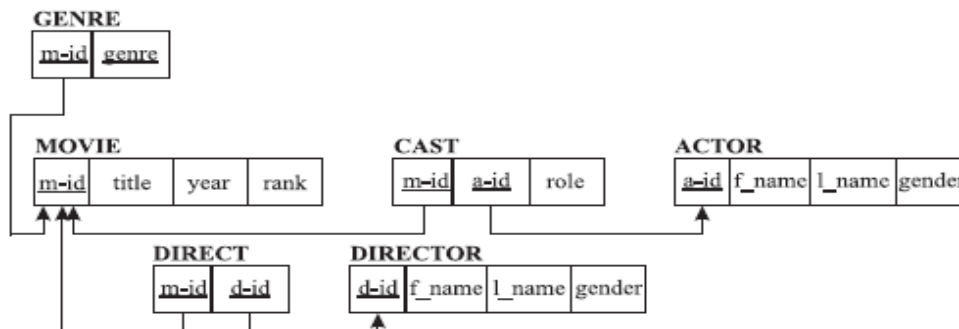 GENRE
m-id genre
MOVIE CAST ACTOR
m-id title year rank m-id a-id role a-id f_name l_name gender
DIRECT DIRECTOR
m-id d-id d-id f_name l_name gender